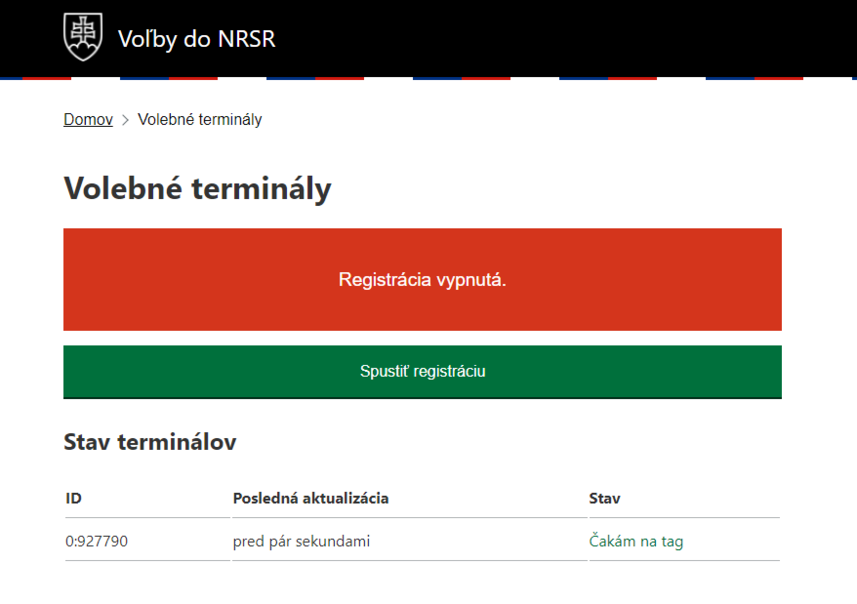 Voľby do NRSR
Domov > Volebné terminály
Volebné terminály
Registrácia vypnutá.
Spustiť registráciu
Stav terminálov
ID Posledná aktualizácia Stav
0:927790 pred pár sekundami Čakám na tag